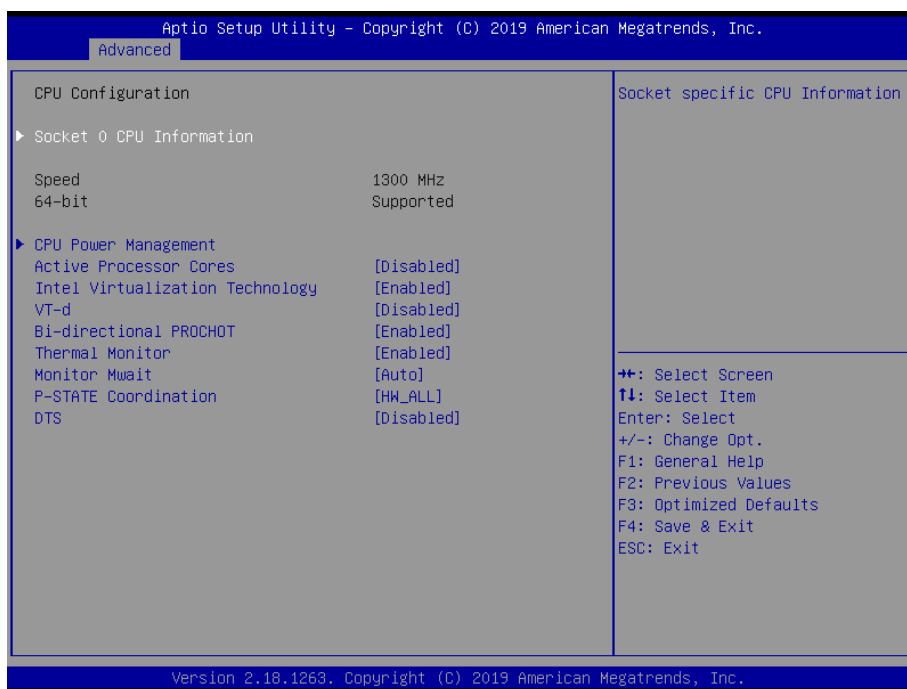 Aptio Setup Utility – Copyright (C) 2019 American Megatrends, Inc.
Advanced
CPU Configuration
Socket 0 CPU Information
Speed 1300 MHz
64-bit Supported
CPU Power Management
Active Processor Cores [Disabled]
Intel Virtualization Technology [Enabled]
VT-d [Disabled]
Bi-directional PROCHOT [Enabled]
Thermal Monitor [Enabled]
Monitor Mwait [Auto]
P-STATE Coordination [HW_ALL]
DTS [Disabled]
Socket specific CPU Information
→←: Select Screen
↑↓: Select Item
Enter: Select
+/-: Change Opt.
F1: General Help
F2: Previous Values
F3: Optimized Defaults
F4: Save & Exit
ESC: Exit
Version 2.18.1263. Copyright (C) 2019 American Megatrends, Inc.